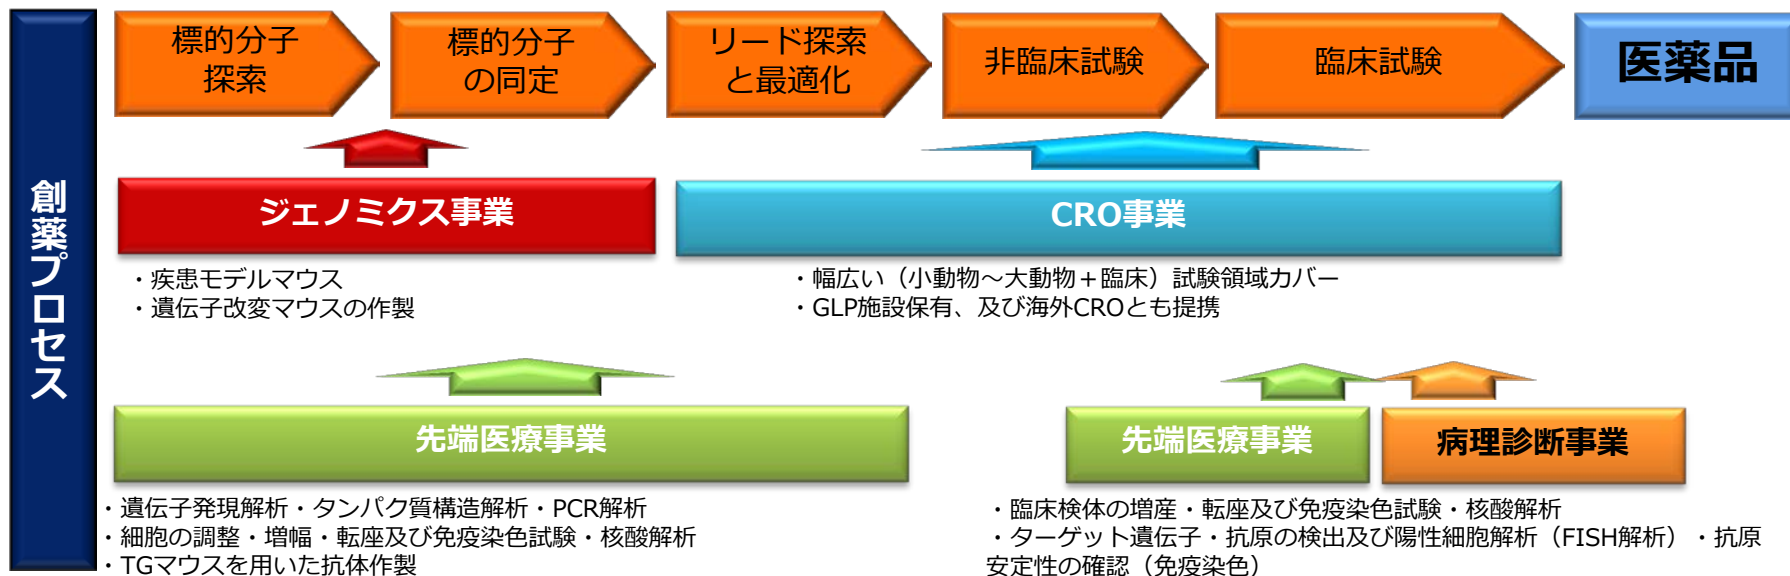 創薬プロセス
標的分子
探索
標的分子
の同定
リード探索
と最適化
非臨床試験
臨床試験
医薬品
ジェノミクス事業
CRO事業
・疾患モデルマウス
・遺伝子改変マウスの作製
・幅広い（小動物～大動物＋臨床）試験領域カバー
・GLP施設保有、及び海外CROとも提携
先端医療事業
先端医療事業
病理診断事業
・遺伝子発現解析・タンパク質構造解析・PCR解析
・細胞の調整・増幅・転座及び免疫染色試験・核酸解析
・TGマウスを用いた抗体作製
・臨床検体の増産・転座及び免疫染色試験・核酸解析
・ターゲット遺伝子・抗原の検出及び陽性細胞解析（FISH解析）・抗原
安定性の確認（免疫染色）